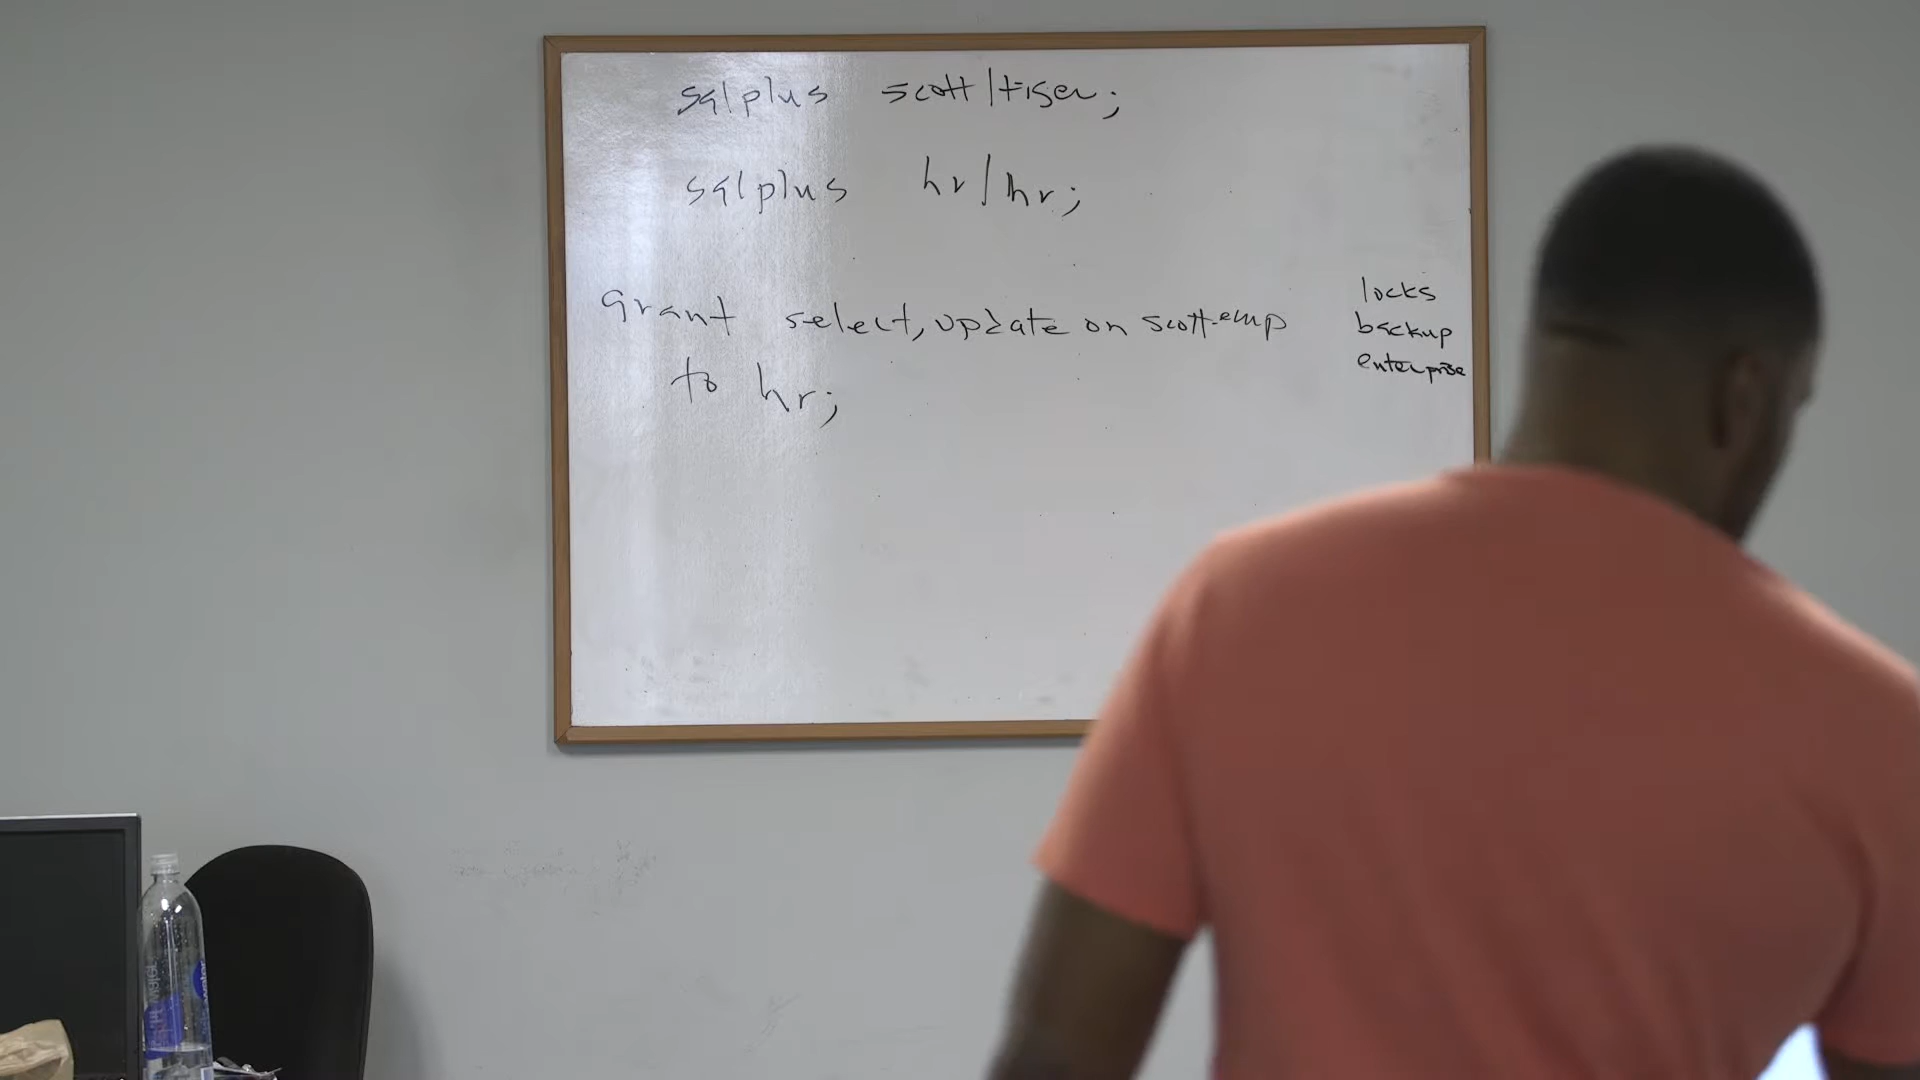 sqlplus scott/tiger;
sqlplus hr/hr;
grant select, update on scott.emp
to hr;
locks
backup
enterprise